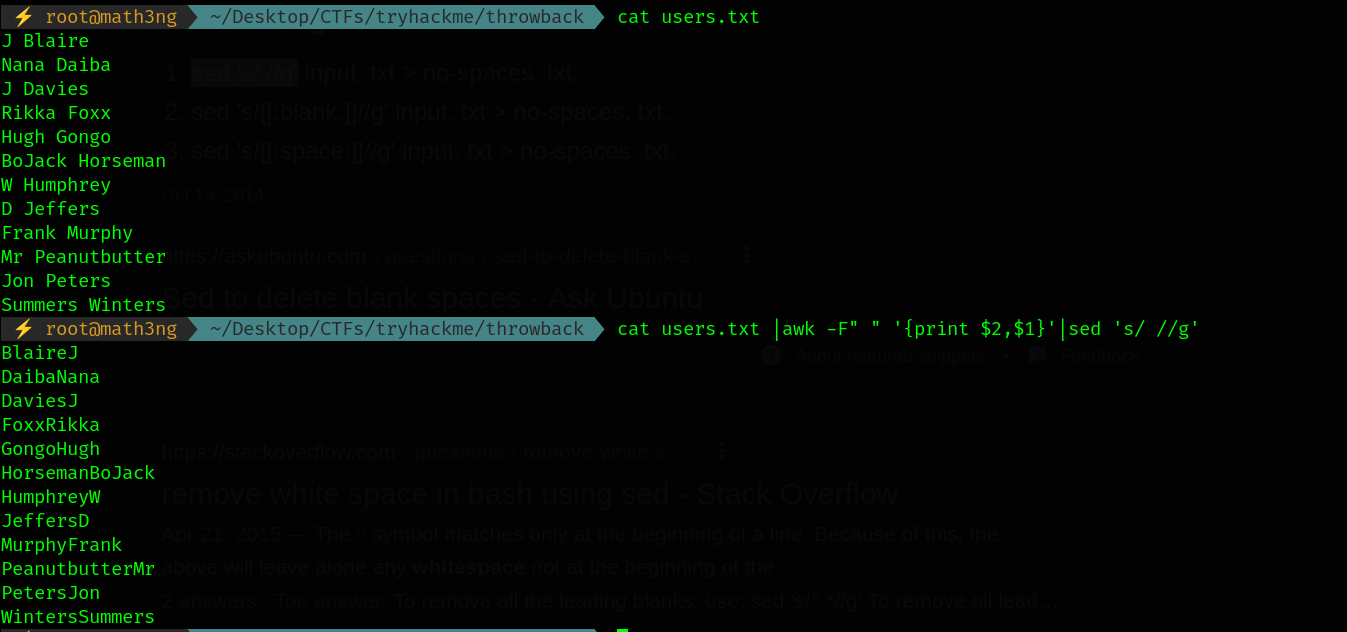 ⚡ root@math3ng ~/Desktop/CTFs/tryhackme/throwback cat users.txt
J Blaire
Nana Daiba
1. sed 's/ //g' input. txt > no-spaces. txt.
J Davies
Rikka Foxx
2. sed 's/[[:blank:]]//g' input. txt > no-spaces. txt.
Hugh Gongo
BoJack Horseman
3. sed 's/[[:space:]]//g' input. txt > no-spaces. txt.
W Humphrey
Oct 18, 2014
D Jeffers
Frank Murphy
Mr Peanutbutter
https://askubuntu.com › questions › sed-to-delete-blank-s...
Jon Peters
Summers Winters
Sed to delete blank spaces - Ask Ubuntu
⚡ root@math3ng ~/Desktop/CTFs/tryhackme/throwback cat users.txt |awk -F" " '{print $2,$1}'|sed 's/ //g'
BlaireJ
About featured snippets • Feedback
DaibaNana
DaviesJ
FoxxRikka
GongoHugh
https://stackoverflow.com › questions › remove-white-s...
HorsemanBoJack
HumphreyW
remove white space in bash using sed - Stack Overflow
JeffersD
Apr 21, 2015 — The ^ symbol matches only at the beginning of a line. Because of this, the
MurphyFrank
PeanutbutterMr
above will leave alone any whitespace not at the beginning of the ...
PetersJon
2 answers · Top answer: To remove all the leading blanks, use: sed 's/^ *//g' To remove all lead...
WintersSummers